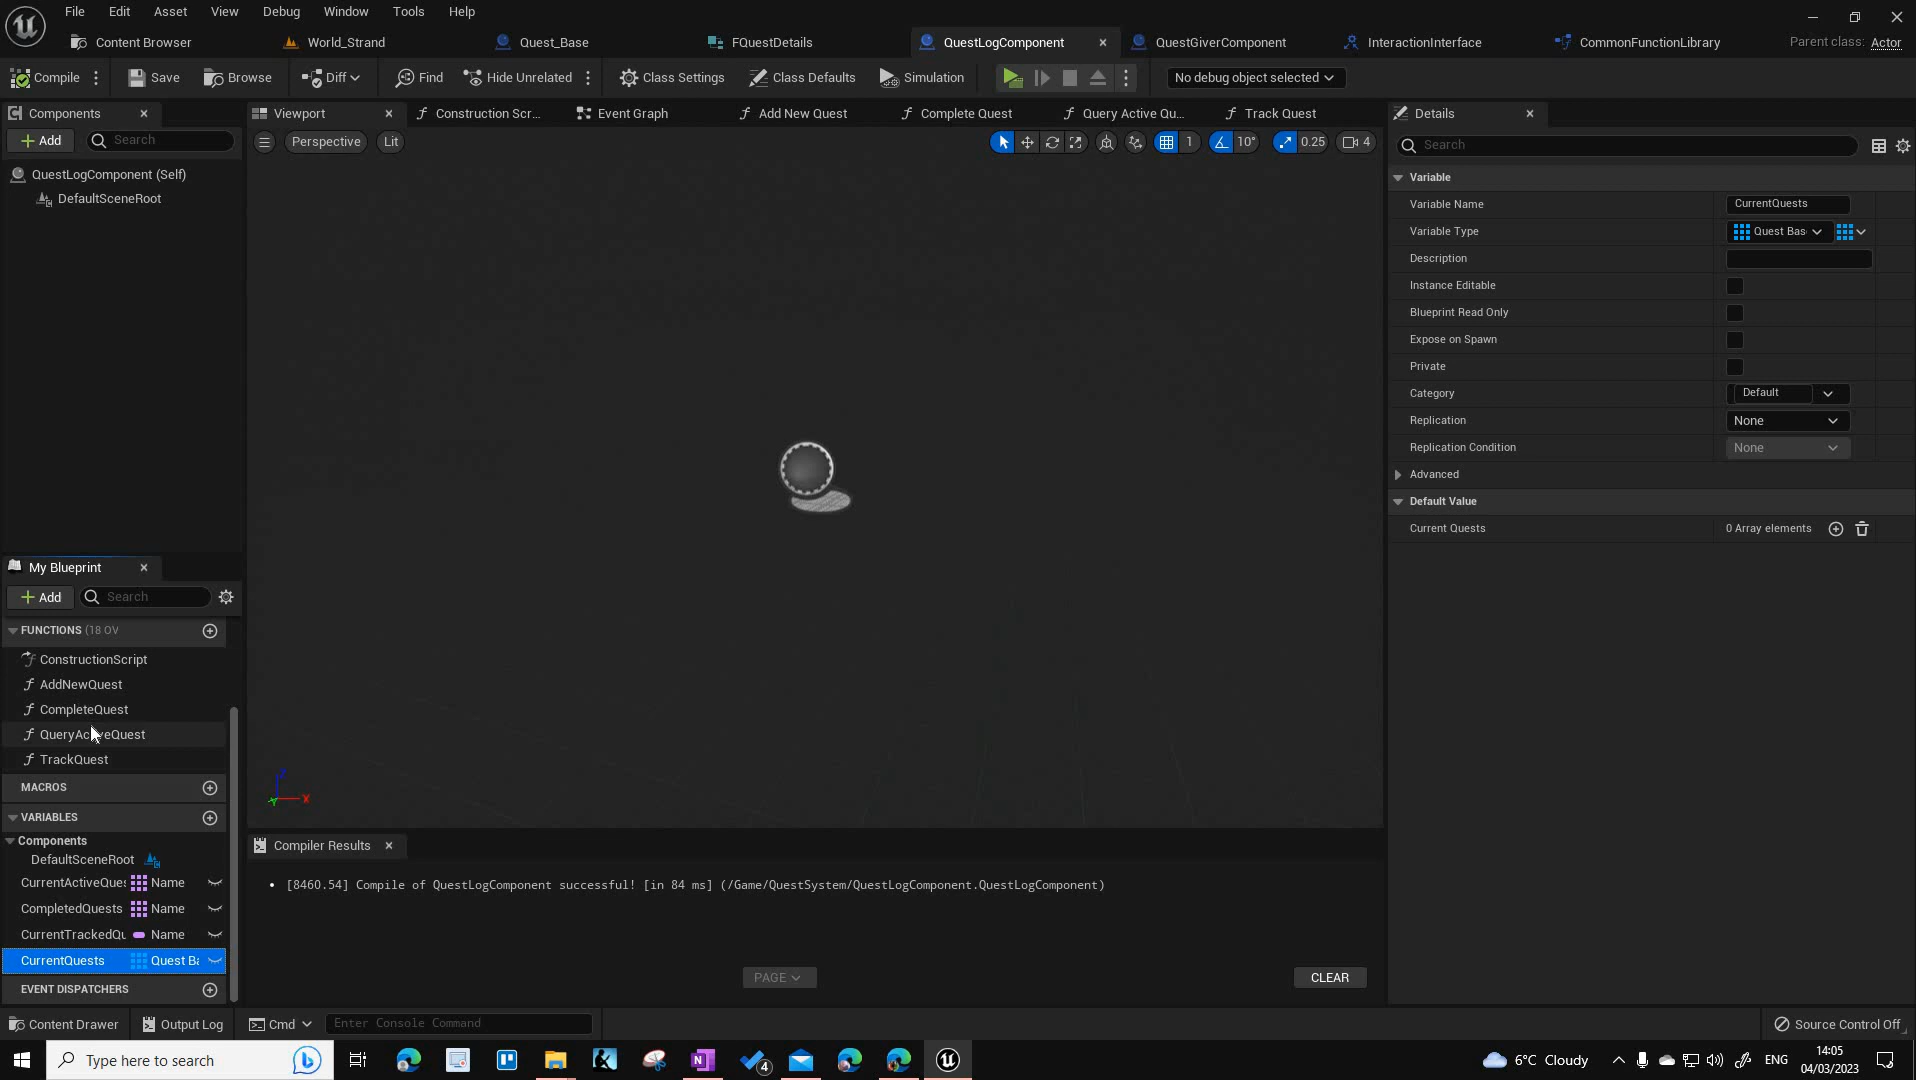 File Edit Asset View Debug Window Tools Help
Content Browser World_Strand Quest_Base FQuestDetails QuestLogComponent QuestGiverComponent InteractionInterface CommonFunctionLibrary Parent class: Actor
Compile Save Browse Diff Find Hide Unrelated Class Settings Class Defaults Simulation No debug object selected
Components Viewport Construction Scr... Event Graph Add New Quest Complete Quest Query Active Qu... Track Quest Details
Add Search Perspective Lit 1 10° 0.25 4 Search
QuestLogComponent (Self)
DefaultSceneRoot
Variable
Variable Name CurrentQuests
Variable Type Quest Bas
Description
Instance Editable
Blueprint Read Only
Expose on Spawn
Private
Category Default
Replication None
Replication Condition None
Advanced
Default Value
Current Quests 0 Array elements
My Blueprint
Add Search
FUNCTIONS (18 OV
ConstructionScript
AddNewQuest
CompleteQuest
QueryActiveQuest
TrackQuest
MACROS
VARIABLES
Components
DefaultSceneRoot
CurrentActiveQues Name
CompletedQuests Name
CurrentTrackedQu Name
CurrentQuests Quest Ba
EVENT DISPATCHERS
X Y Z
Compiler Results
[8460.54] Compile of QuestLogComponent successful! [in 84 ms] (/Game/QuestSystem/QuestLogComponent.QuestLogComponent)
PAGE CLEAR
Content Drawer Output Log Cmd Enter Console Command Source Control Off
Type here to search 4 6°C Cloudy ENG 14:05
04/03/2023